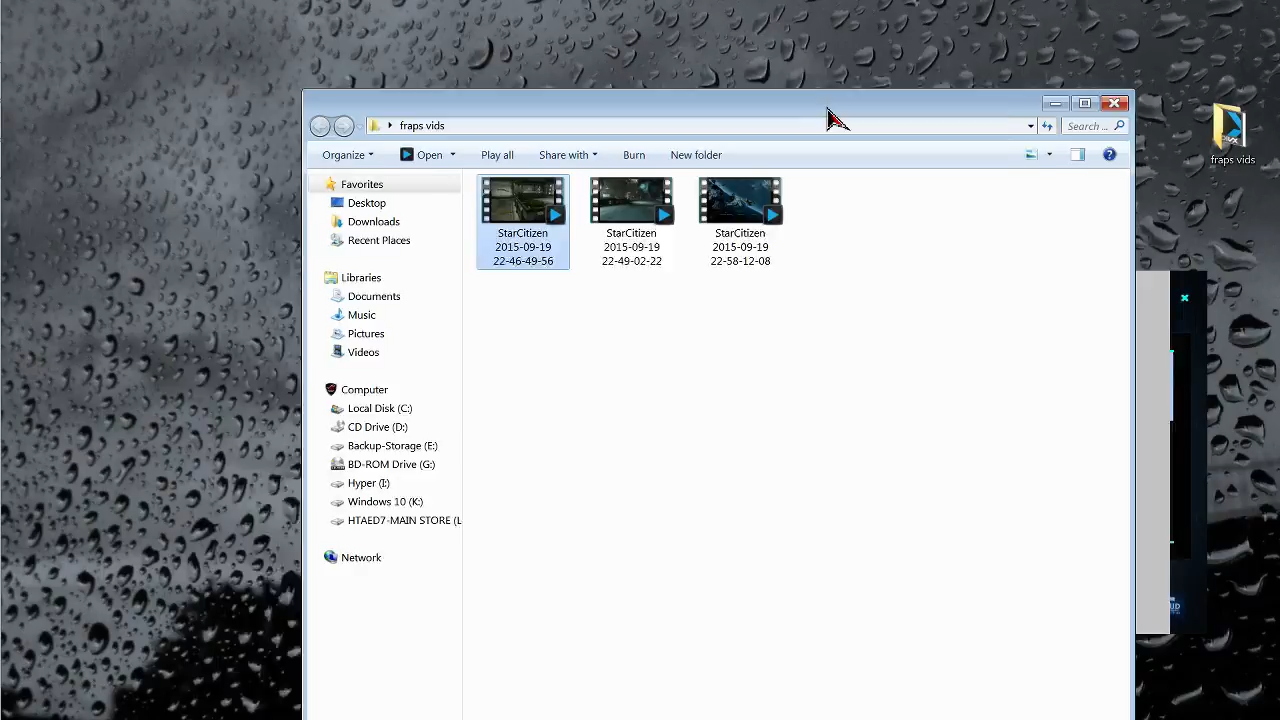 fraps vids
Search ...
Organize
Open
Play all
Share with
Burn
New folder
Favorites
Desktop
Downloads
Recent Places
Libraries
Documents
Music
Pictures
Videos
Computer
Local Disk (C:)
CD Drive (D:)
Backup-Storage (E:)
BD-ROM Drive (G:)
Hyper (I:)
Windows 10 (K:)
HTAED7-MAIN STORE (L
Network
StarCitizen
2015-09-19
22-46-49-56
StarCitizen
2015-09-19
22-49-02-22
StarCitizen
2015-09-19
22-58-12-08
fraps vids
UD